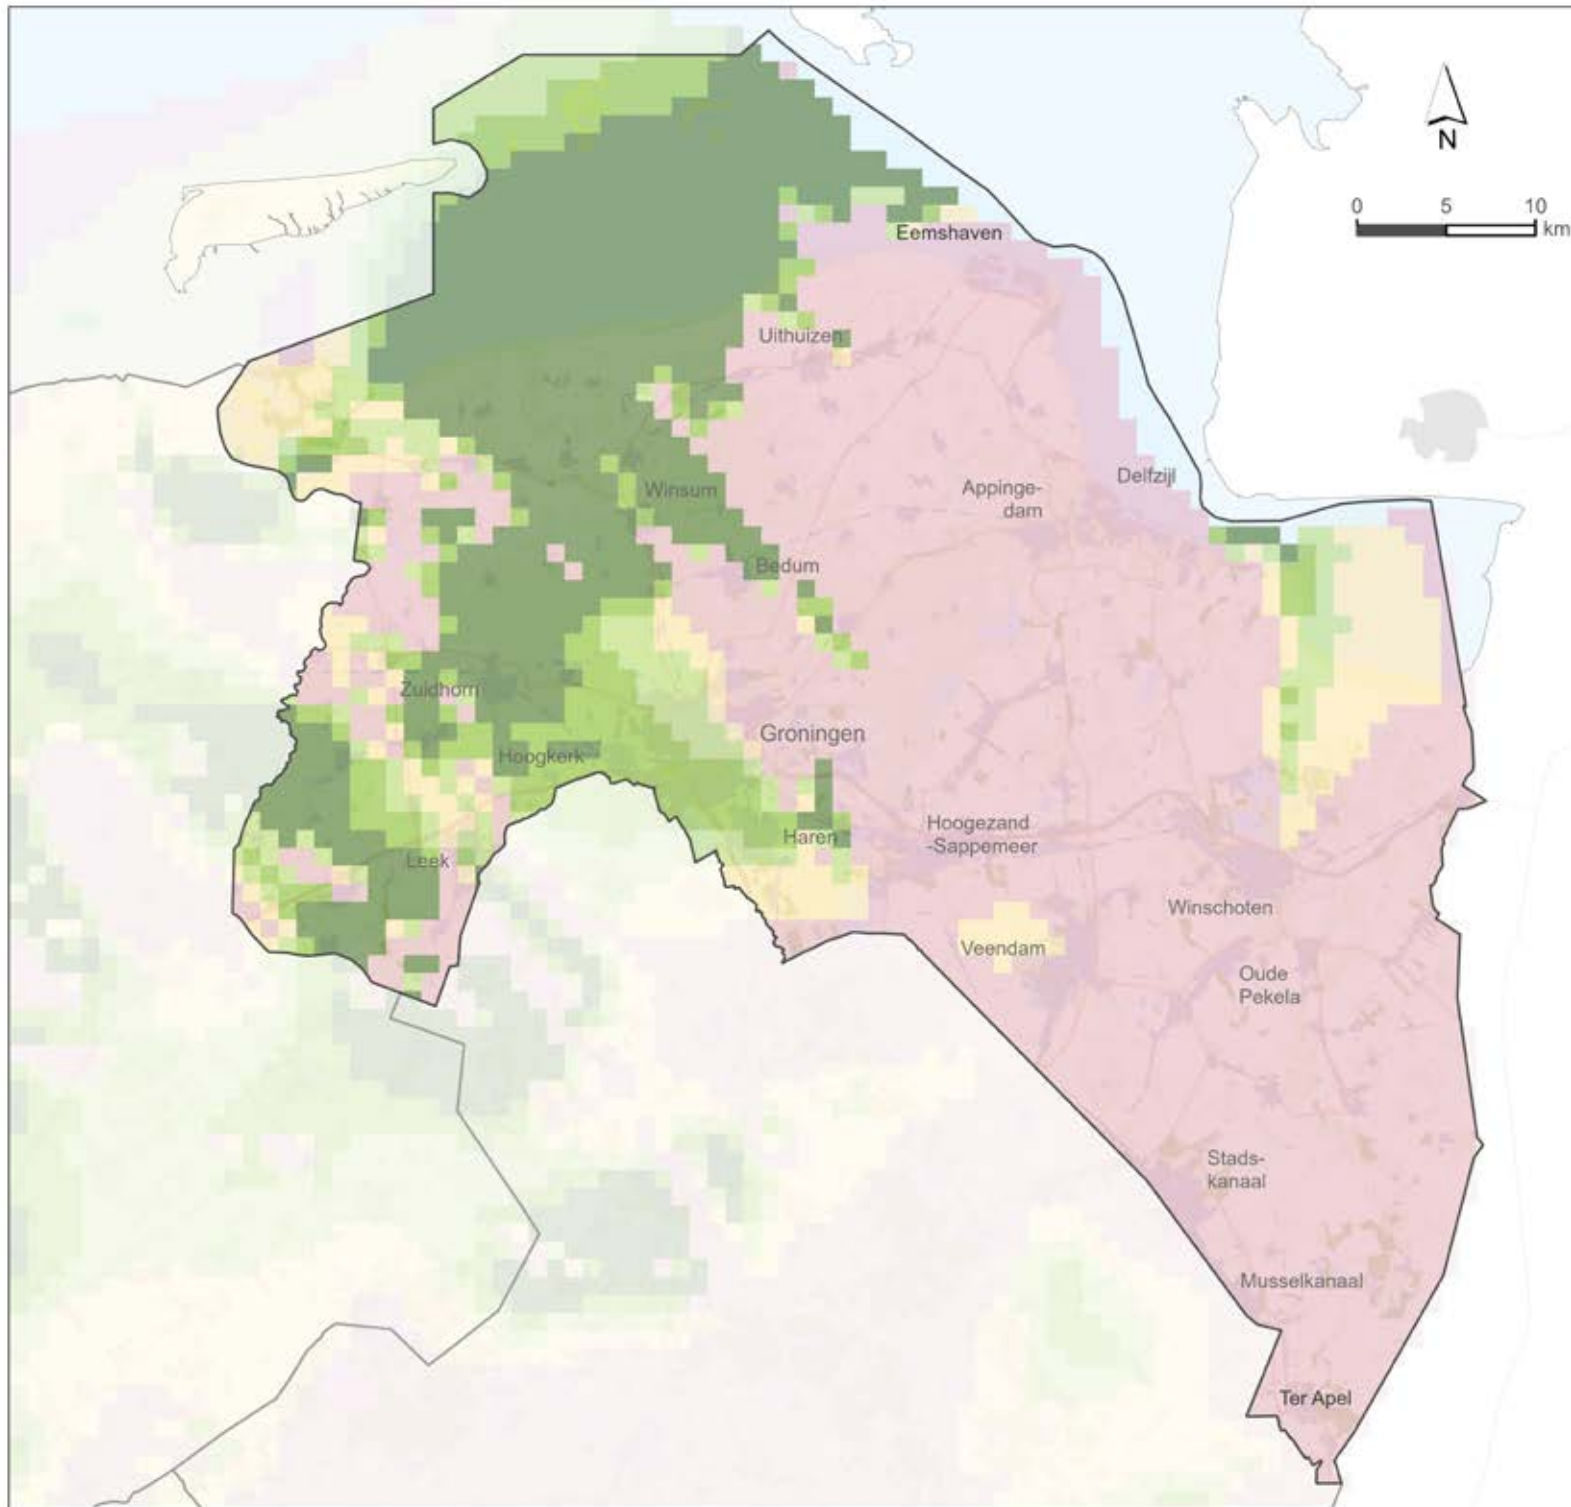 N
0 5 10
km
Eemshaven
Uithuizen
Delfzijl
Appinge-
dam
Winsum
Bedum
Zuidhorn
Groningen
Hoogkerk
Hoogezand
-Sappemeer
Haren
Leek
Winschoten
Veendam
Oude
Pekela
Stads-
kanaal
Musselkanaal
Ter Apel